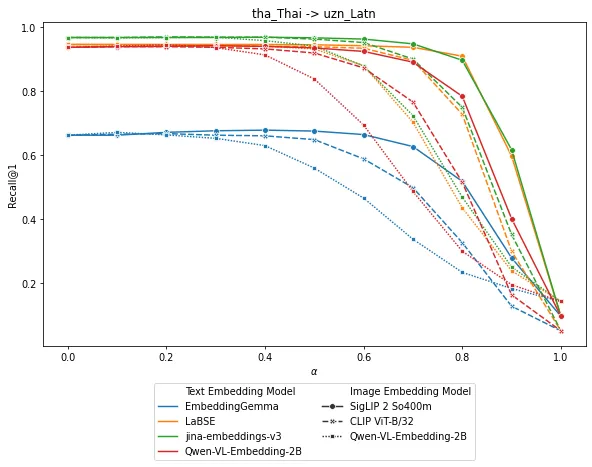 tha_Thai -> uzn_Latn
1.0
0.8
0.6
0.4
0.2
Recall@1
0.0 0.2 0.4 0.6 0.8 1.0
α
Text Embedding Model Image Embedding Model
EmbeddingGemma SigLIP 2 So400m
LaBSE CLIP ViT-B/32
jina-embeddings-v3 Qwen-VL-Embedding-2B
Qwen-VL-Embedding-2B